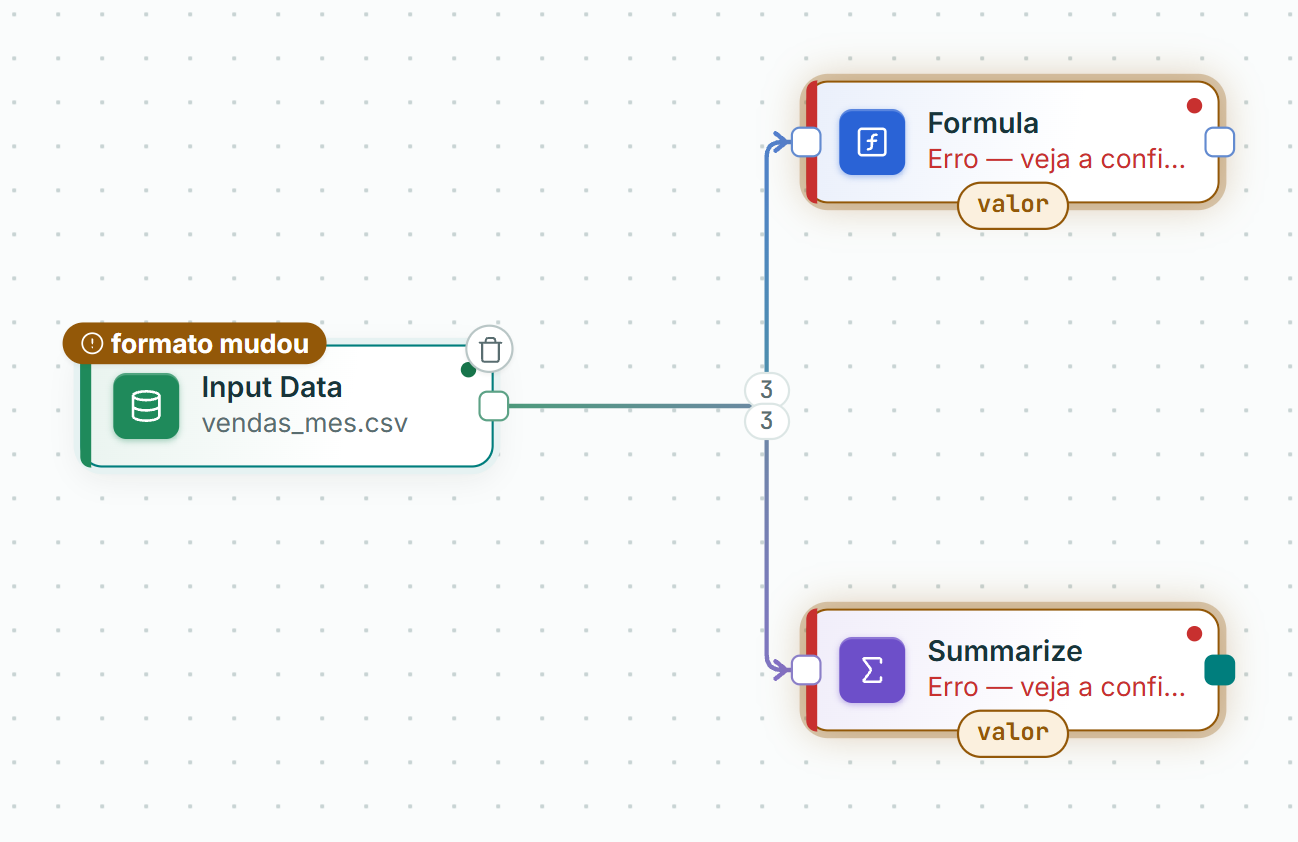 Formula
Erro — veja a confi...
valor
formato mudou
Input Data
vendas_mes.csv
3
3
Summarize
Erro — veja a confi...
valor